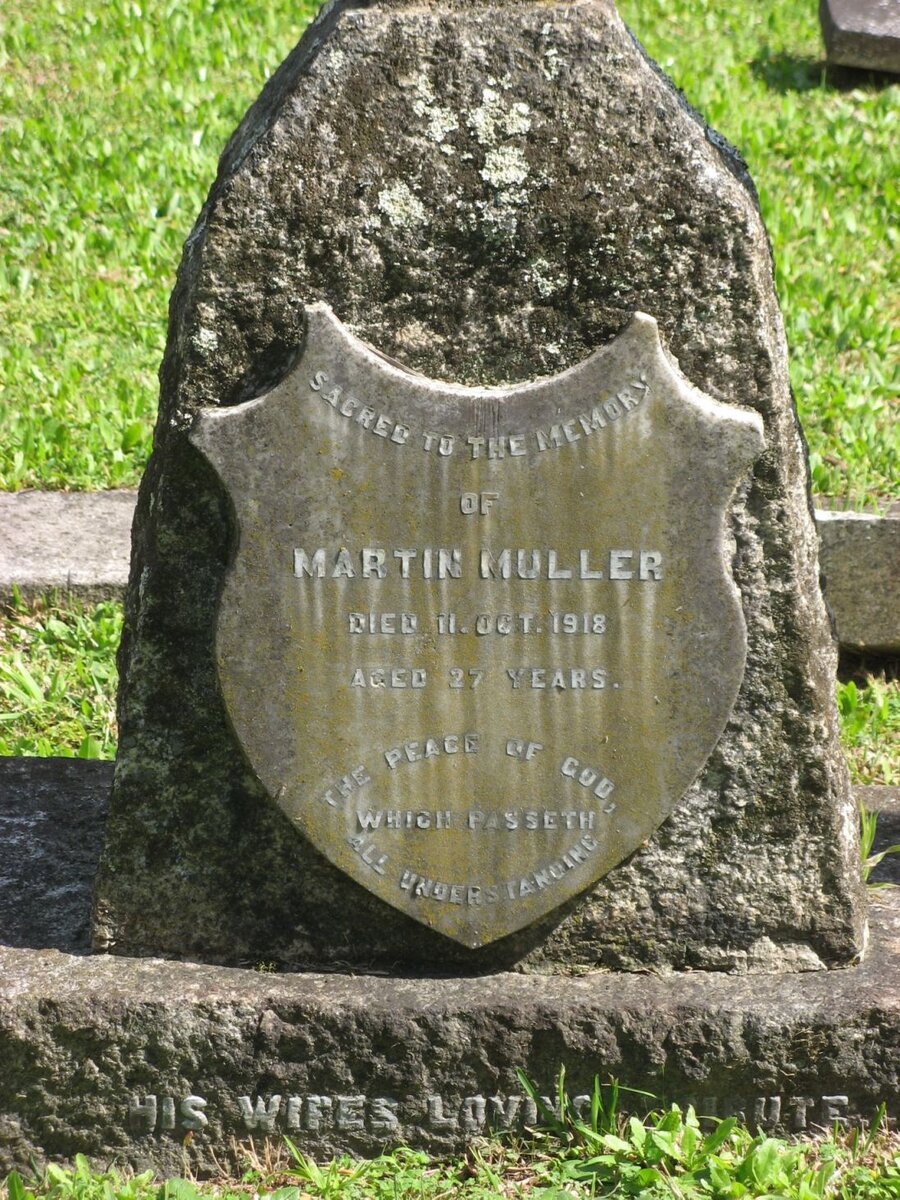 SACRED TO THE MEMORY
OF
MARTIN MULLER
DIED 11. OCT. 1918
AGED 27 YEARS.
THE PEACE OF GOD,
WHICH PASSETH
ALL UNDERSTANDING
HIS WIFES LOVING